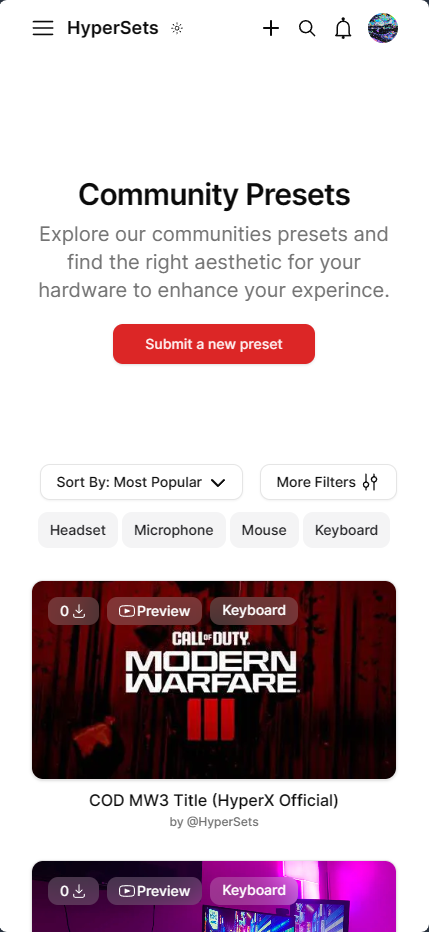 HyperSets
Community Presets
Explore our communities presets and
find the right aesthetic for your
hardware to enhance your experince.
Submit a new preset
Sort By: Most Popular
More Filters
Headset
Microphone
Mouse
Keyboard
0
Preview
Keyboard
CALL OF DUTY.
MODERN
WARFARE
III
COD MW3 Title (HyperX Official)
by @HyperSets
0
Preview
Keyboard